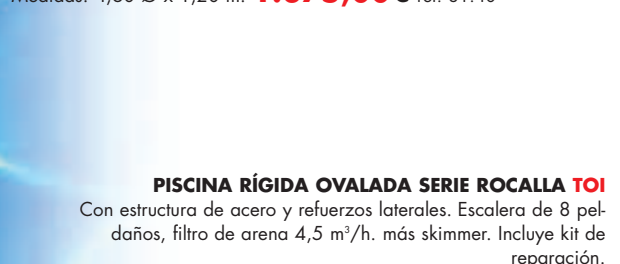 PISCINA RÍGIDA OVALADA SERIE ROCALLA TOI
Con estructura de acero y refuerzos laterales. Escalera de 8 pel-
daños, filtro de arena 4,5 m³/h. más skimmer. Incluye kit de
reparación.